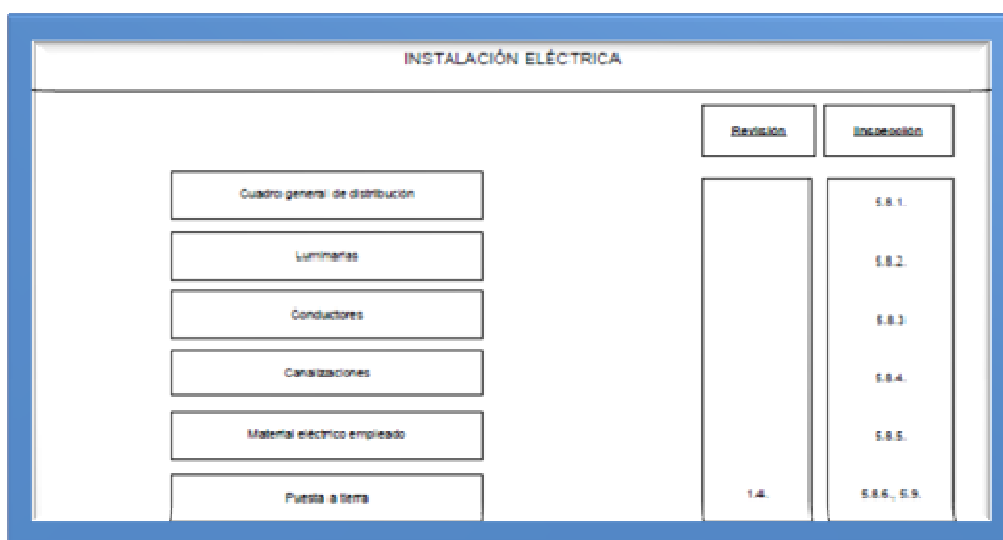 INSTALACIÓN ELÉCTRICA
Revisión Inspección
Cuadro general de distribución 5.8.1.
Luminarias 5.8.2.
Conductores 5.8.3
Canalizaciones 5.8.4.
Material eléctrico empleado 5.8.5.
Puesta a tierra 1.4. 5.8.6., 5.9.